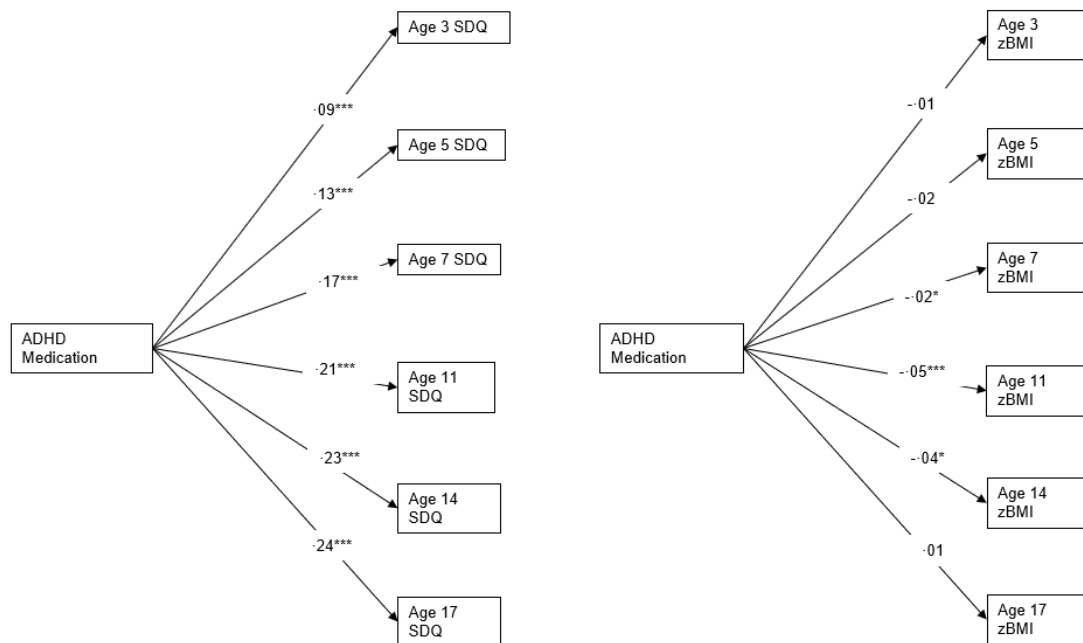 Age 3 SDQ
·09***
Age 5 SDQ
·13***
Age 7 SDQ
·17***
ADHD
Medication
·21***
Age 11
SDQ
·23***
Age 14
SDQ
·24***
Age 17
SDQ
Age 3
zBMI
-·01
Age 5
zBMI
-·02
Age 7
zBMI
-·02*
ADHD
Medication
-·05***
Age 11
zBMI
-·04*
Age 14
zBMI
·01
Age 17
zBMI